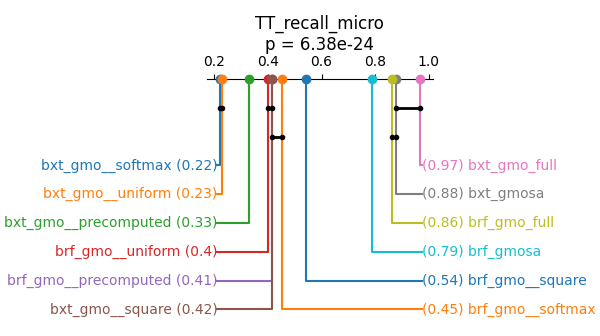 TT_recall_micro
p = 6.38e-24
0.2 0.4 0.6 0.8 1.0
bxt_gmo__softmax (0.22) (0.97) bxt_gmo_full
bxt_gmo__uniform (0.23) (0.88) bxt_gmosa
bxt_gmo__precomputed (0.33) (0.86) brf_gmo_full
brf_gmo__uniform (0.4) (0.79) brf_gmosa
brf_gmo__precomputed (0.41) (0.54) brf_gmo__square
bxt_gmo__square (0.42) (0.45) brf_gmo__softmax